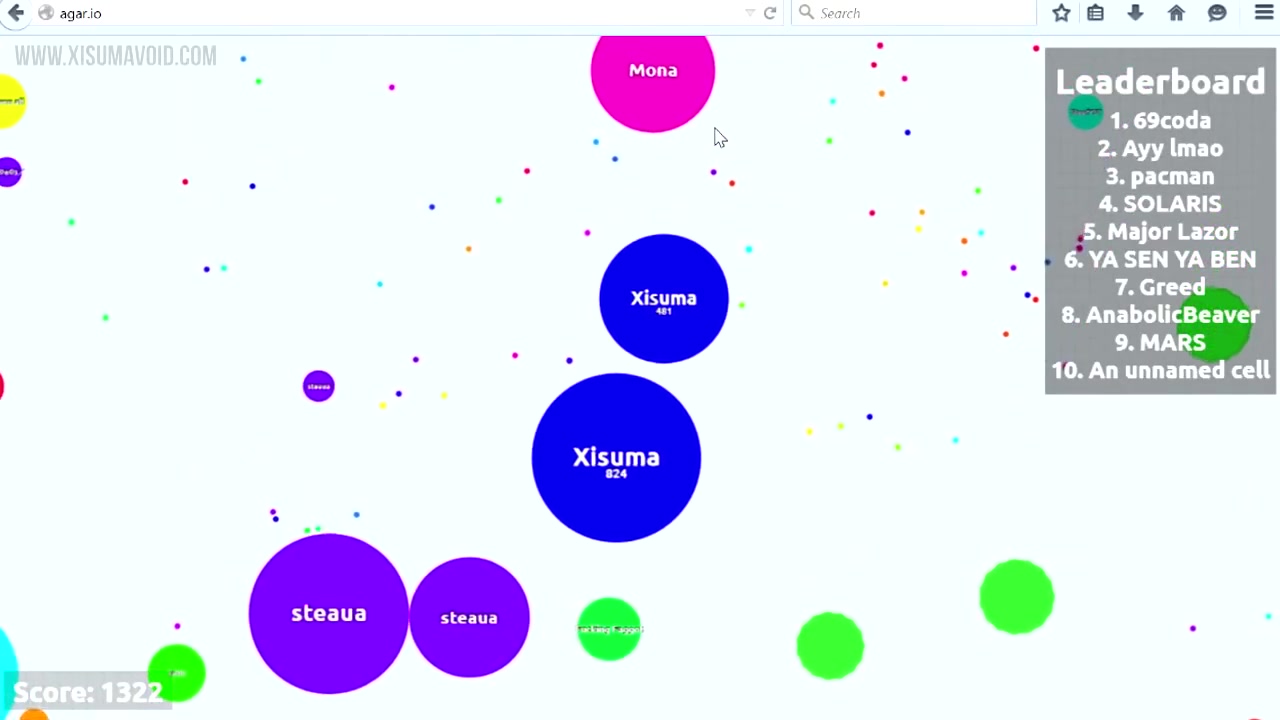 agar.io
Search
WWW.XISUMAVOID.COM
Mona
Leaderboard
1. 69coda
2. Ayy lmao
3. pacman
4. SOLARIS
5. Major Lazor
6. YA SEN YA BEN
7. Greed
8. AnabolicBeaver
9. MARS
10. An unnamed cell
Xisuma
481
steaua
Xisuma
824
steaua
steaua
Score: 1322